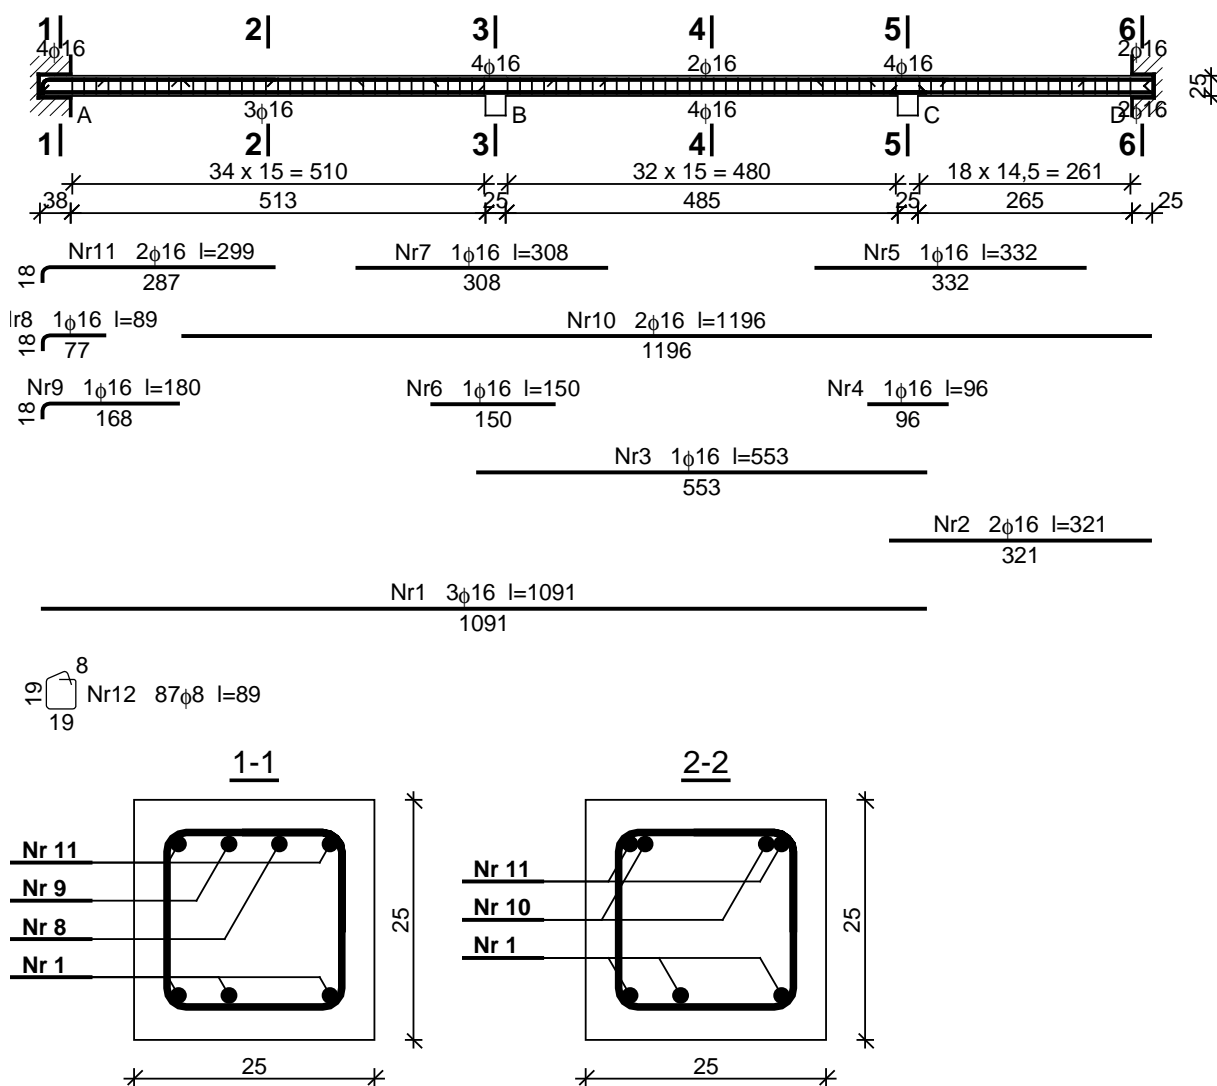 1 2 3 4 5 6
4ϕ16 4ϕ16 2ϕ16 4ϕ16 2ϕ16
25
A 3ϕ16 B 4ϕ16 C D 2ϕ16
1 2 3 4 5 6
34 x 15 = 510 32 x 15 = 480 18 x 14,5 = 261
38 513 25 485 25 265 25
Nr11 2ϕ16 l=299 Nr7 1ϕ16 l=308 Nr5 1ϕ16 l=332
18 287 308 332
r8 1ϕ16 l=89 Nr10 2ϕ16 l=1196
18 77 1196
Nr9 1ϕ16 l=180 Nr6 1ϕ16 l=150 Nr4 1ϕ16 l=96
18 168 150 96
Nr3 1ϕ16 l=553
553
Nr2 2ϕ16 l=321
321
Nr1 3ϕ16 l=1091
1091
8
19 Nr12 87ϕ8 l=89
19
1-1 2-2
Nr 11
Nr 9
Nr 8
Nr 1
25
25
Nr 11
Nr 10
Nr 1
25
25